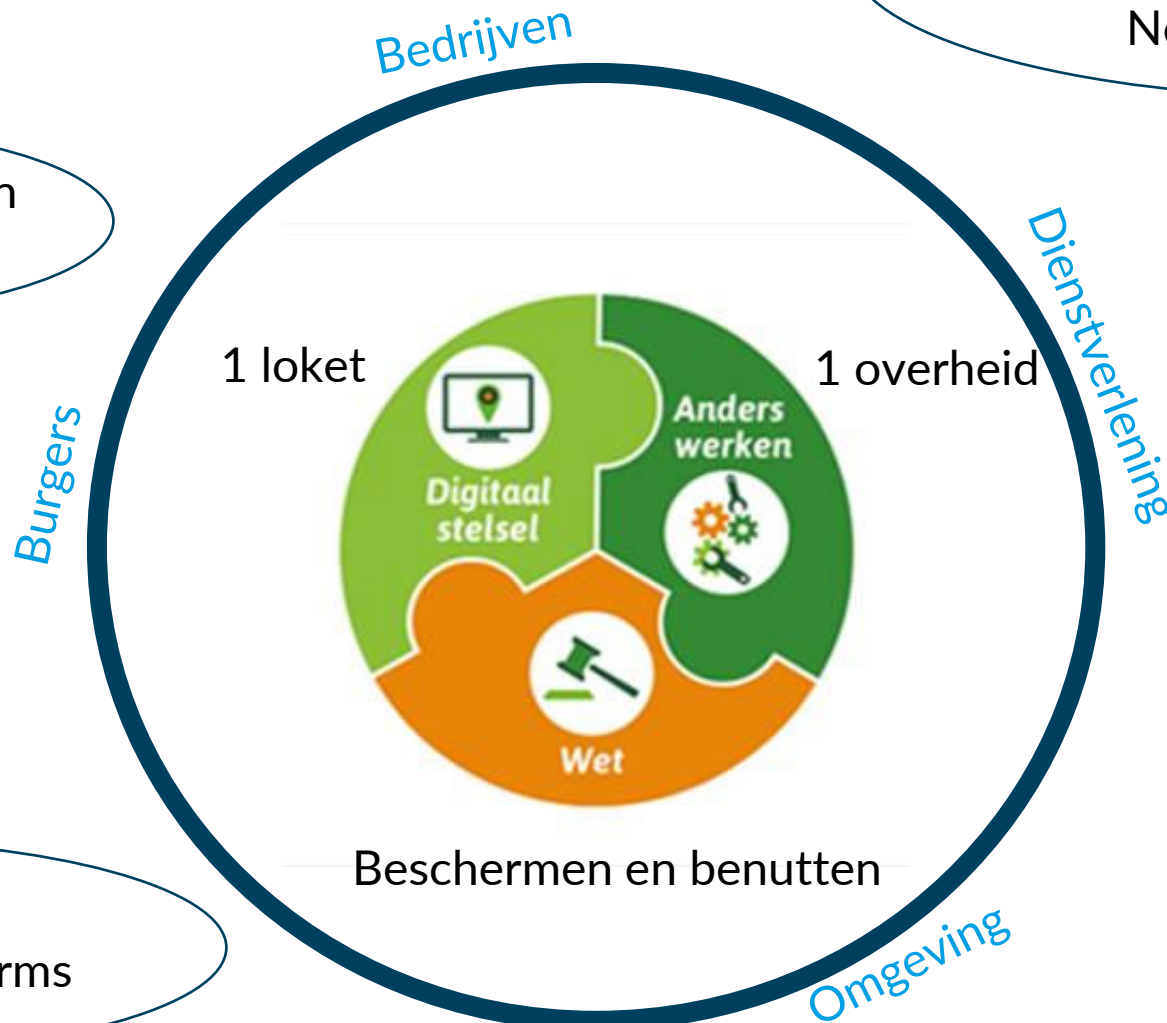 Bedrijven
Dienstverlening
1 loket
1 overheid
Anders
werken
Burgers
Digitaal
stelsel
Wet
Beschermen en benutten
Omgeving